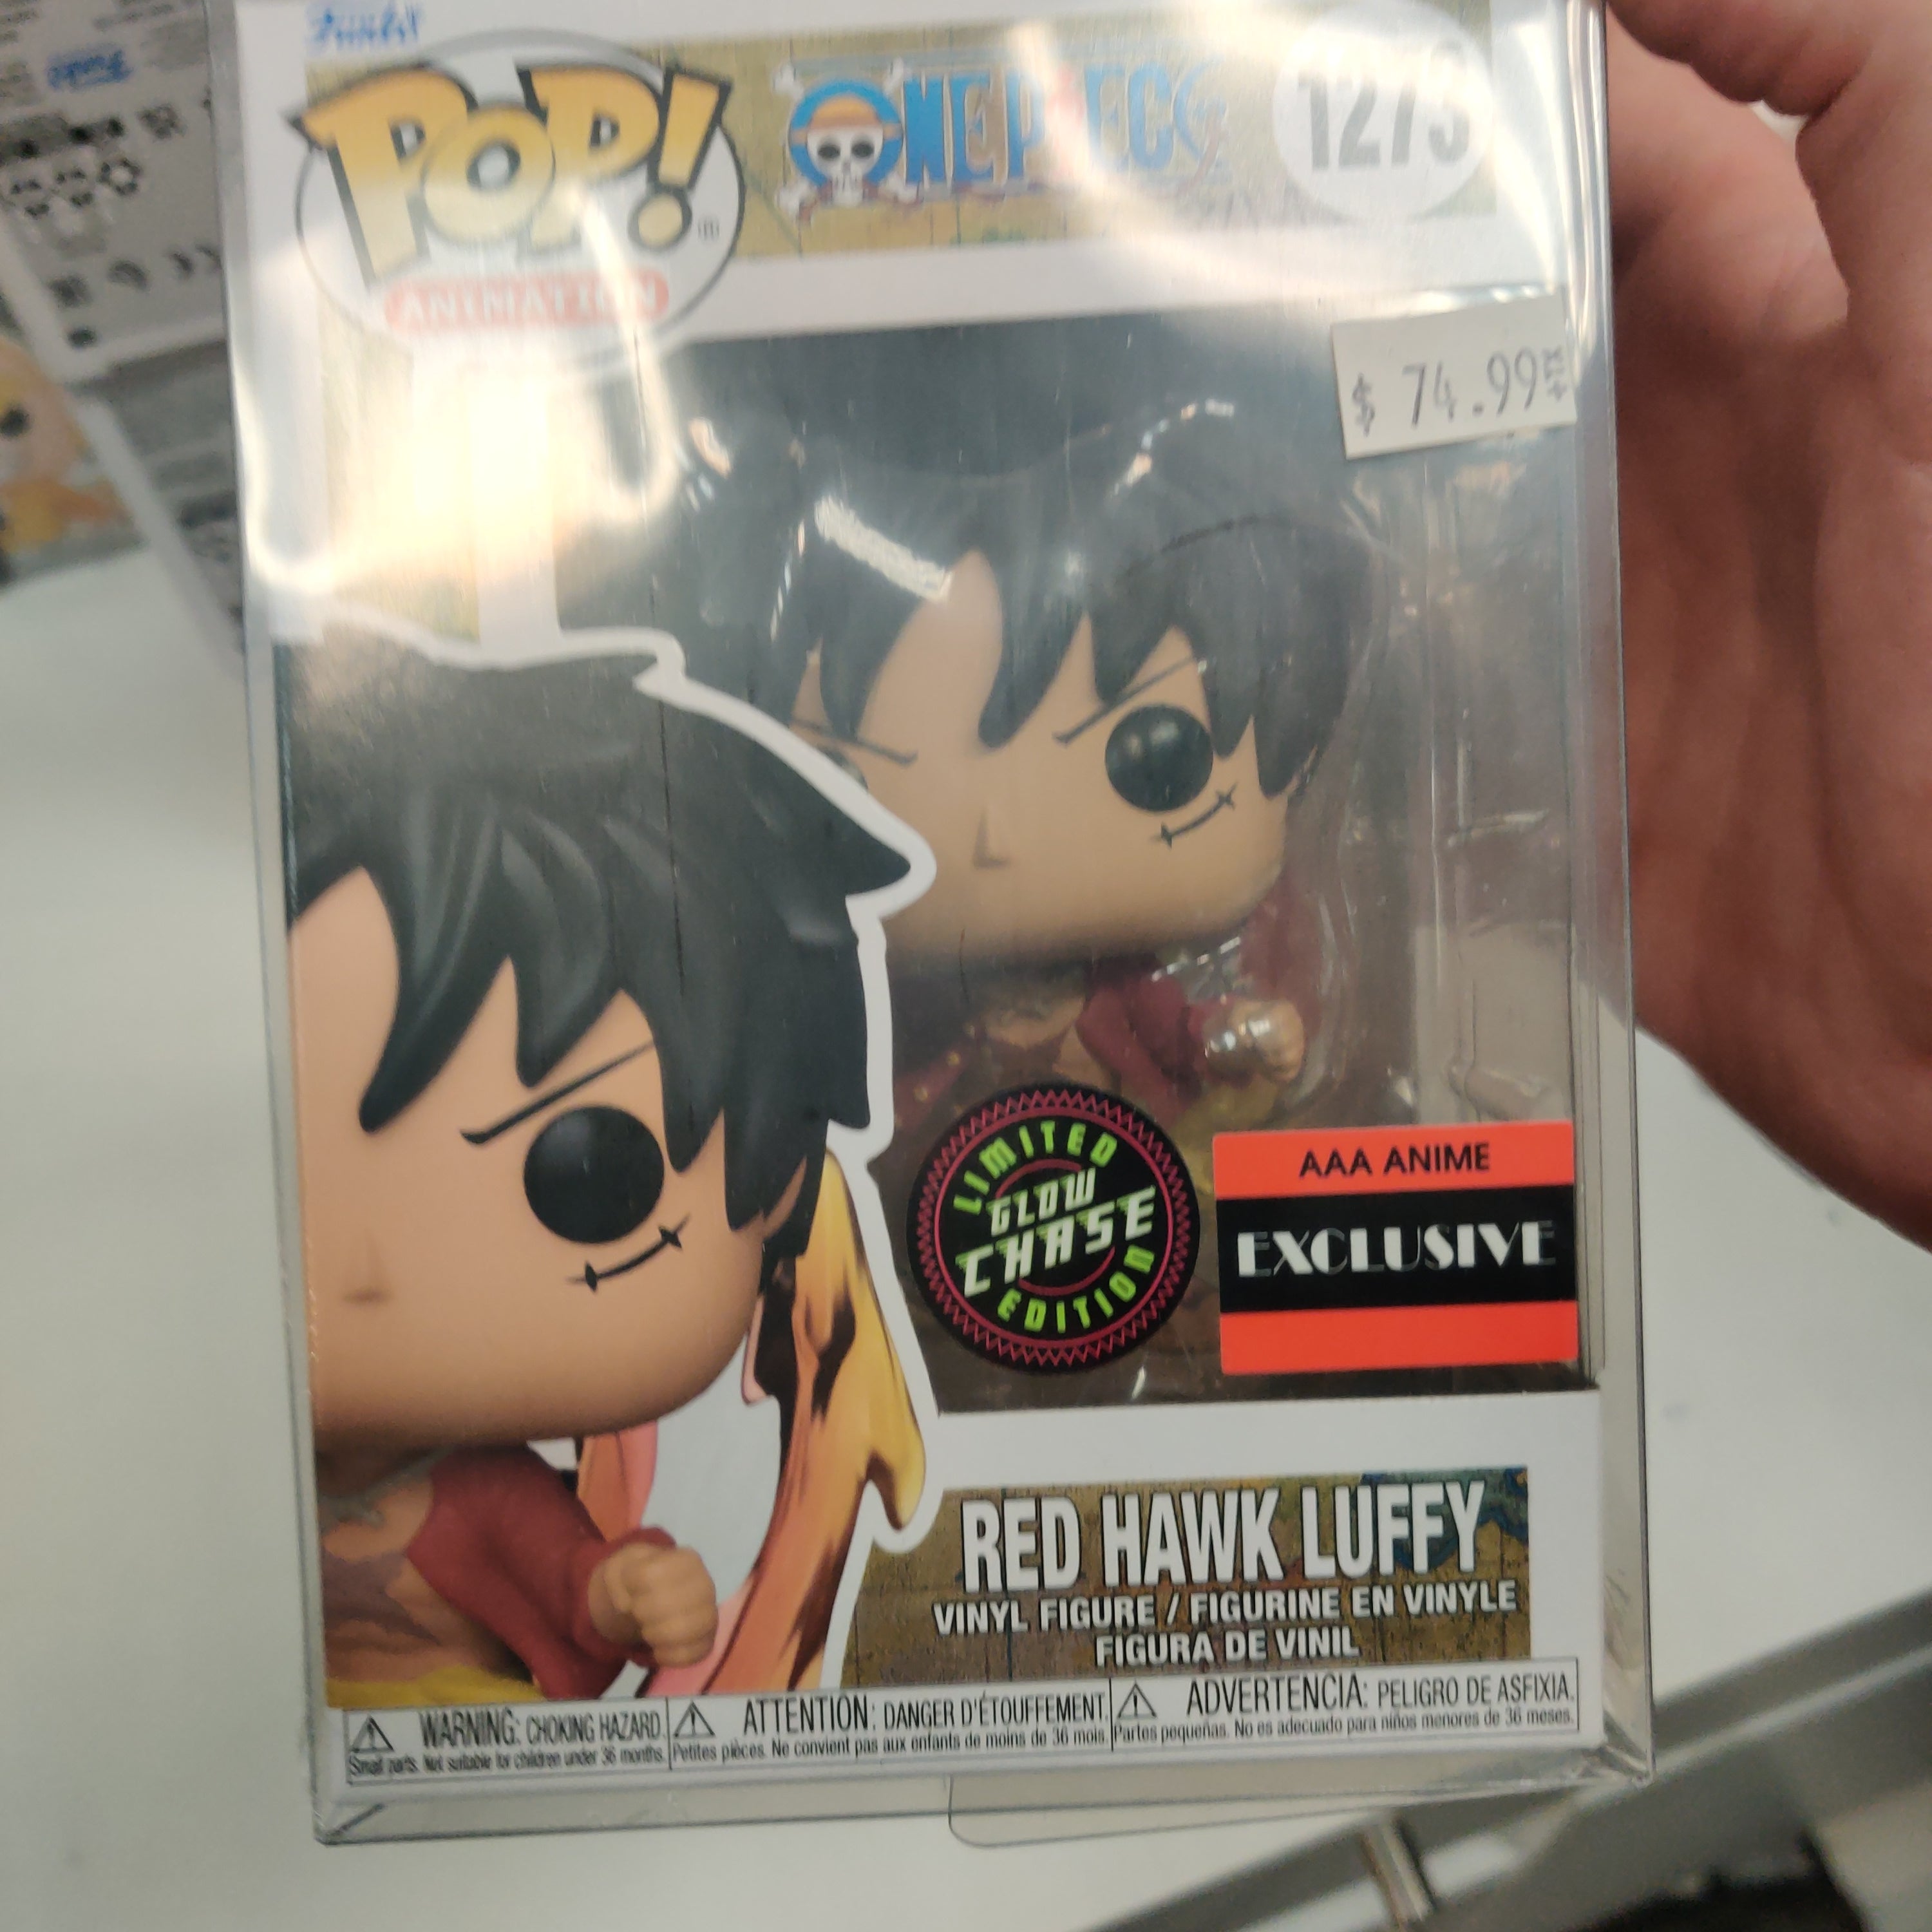 Funko
Funko
POP!®
ANIMATION
ONE PIECE
1273
$ 74.99
LIMITED
GLOW
CHASE
EDITION
AAA ANIME
EXCLUSIVE
RED HAWK LUFFY
VINYL FIGURE / FIGURINE EN VINYLE
FIGURA DE VINIL
WARNING: CHOKING HAZARD.
Small parts. Not suitable for children under 36 months.
ATTENTION: DANGER D'ÉTOUFFEMENT.
Petites pièces. Ne convient pas aux enfants de moins de 36 mois.
ADVERTENCIA: PELIGRO DE ASFIXIA.
Partes pequeñas. No es adecuado para niños menores de 36 meses.